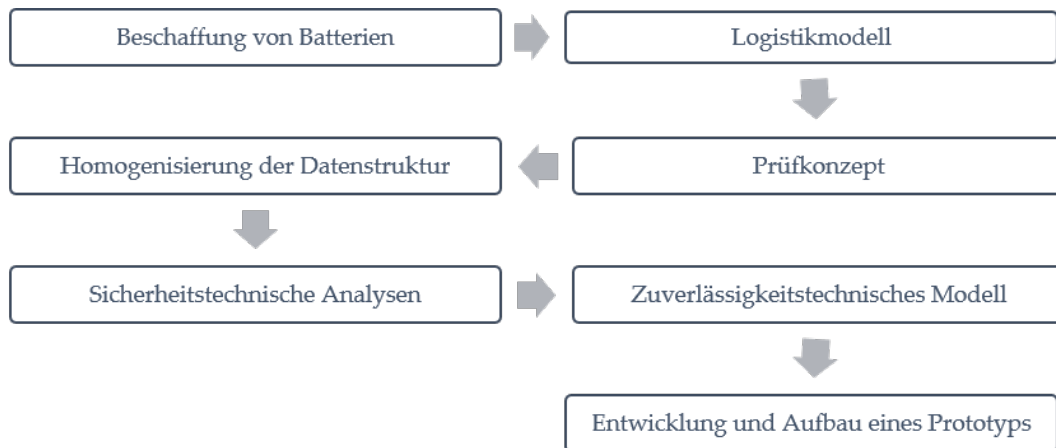 Beschaffung von Batterien
Logistikmodell
Prüfkonzept
Homogenisierung der Datenstruktur
Sicherheitstechnische Analysen
Zuverlässigkeitstechnisches Modell
Entwicklung und Aufbau eines Prototyps